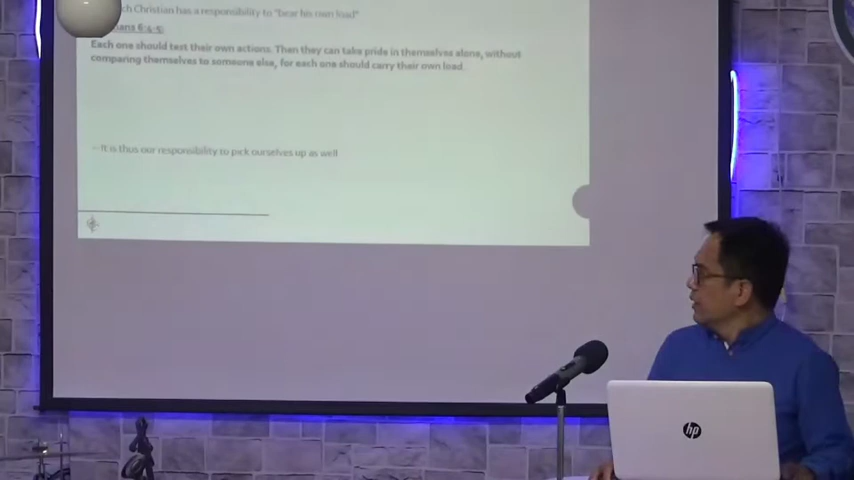 ch Christian has a responsibility to "bear his own load"
ians 6:4-5
Each one should test their own actions. Then they can take pride in themselves alone, without
comparing themselves to someone else, for each one should carry their own load.
– It is thus our responsibility to pick ourselves up as well
hp